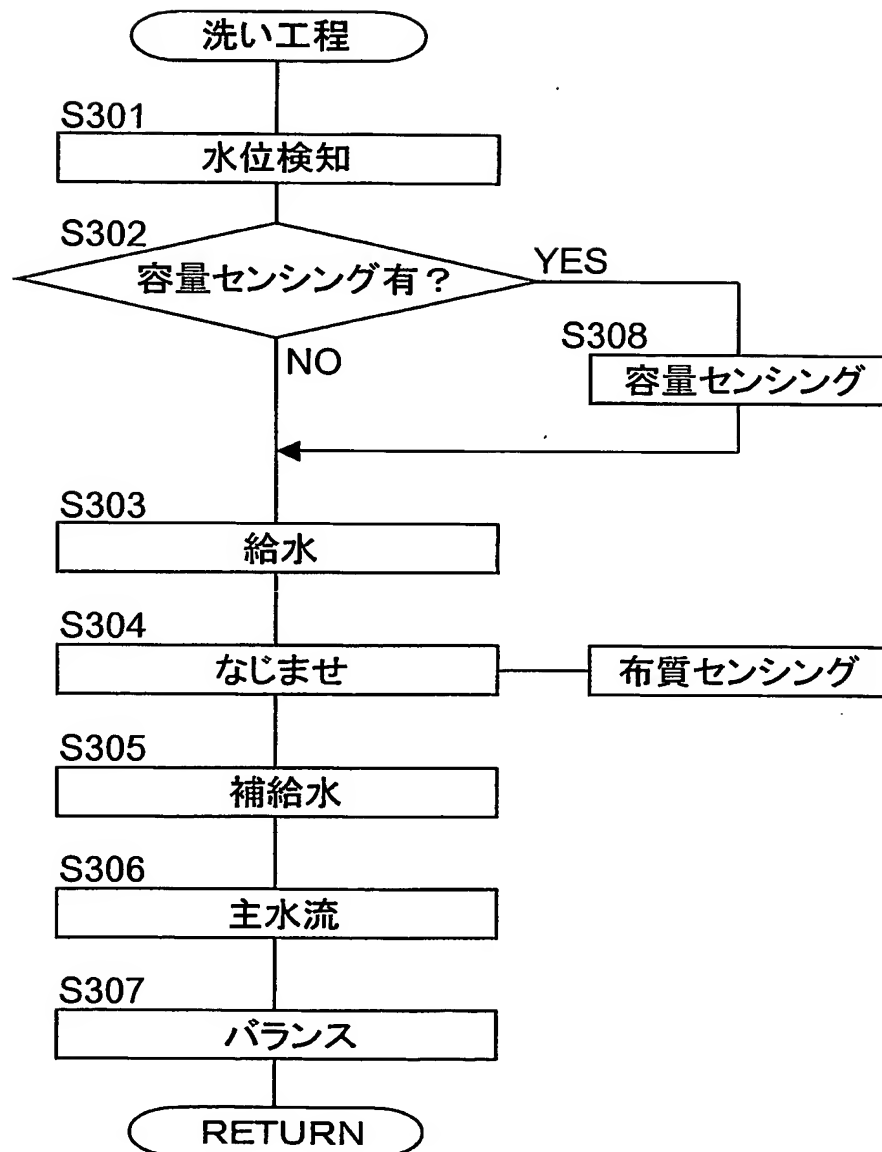 洗い工程
S301
水位検知
S302
容量センシング有？
YES
NO
S308
容量センシング
S303
給水
S304
なじませ
布質センシング
S305
補給水
S306
主水流
S307
バランス
RETURN